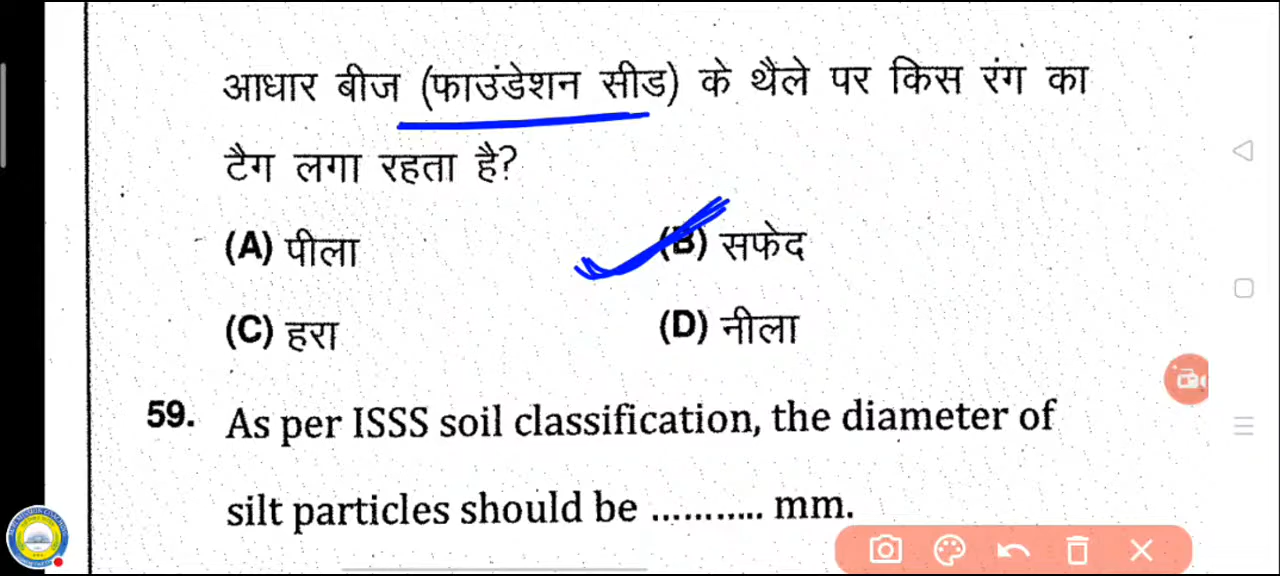 आधार बीज (फाउंडेशन सीड) के थैले पर किस रंग का
टैग लगा रहता है?
(A) पीला
(B) सफेद
(C) हरा
(D) नीला
59. As per ISSS soil classification, the diameter of
silt particles should be ........... mm.